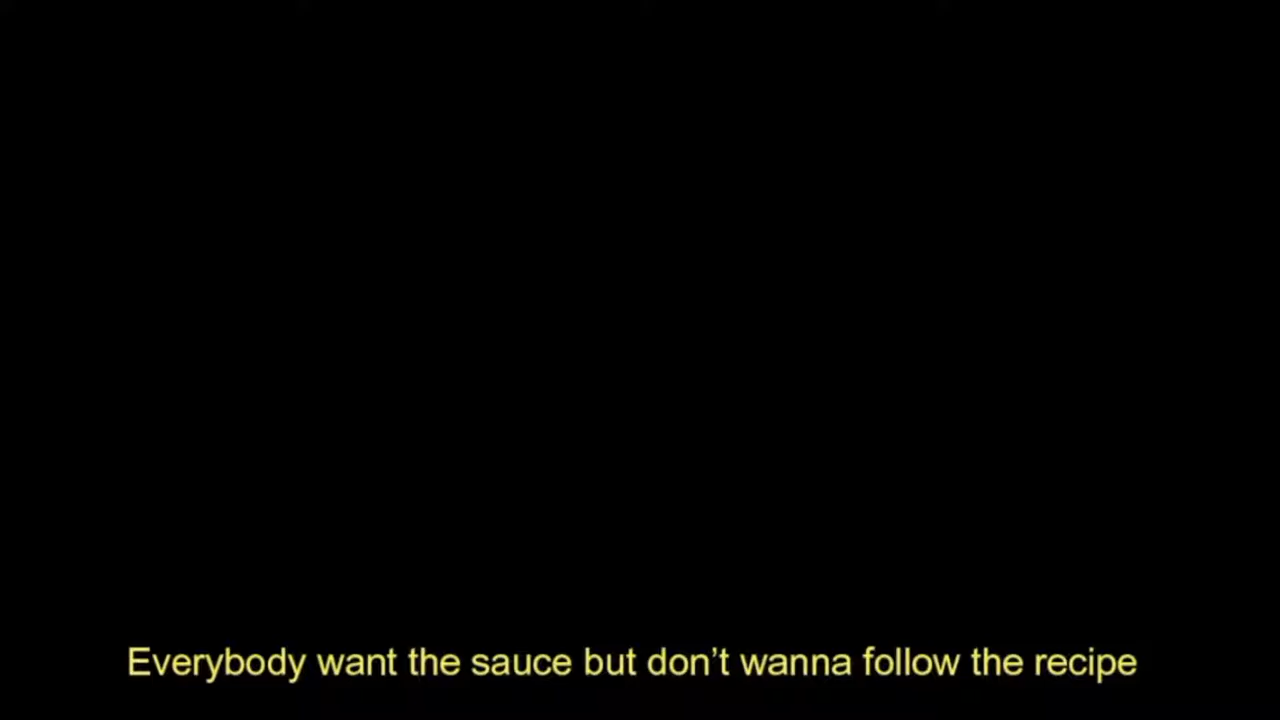 Everybody want the sauce but don’t wanna follow the recipe